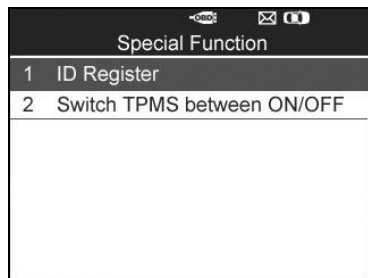 OBD
Special Function
1 ID Register
2 Switch TPMS between ON/OFF